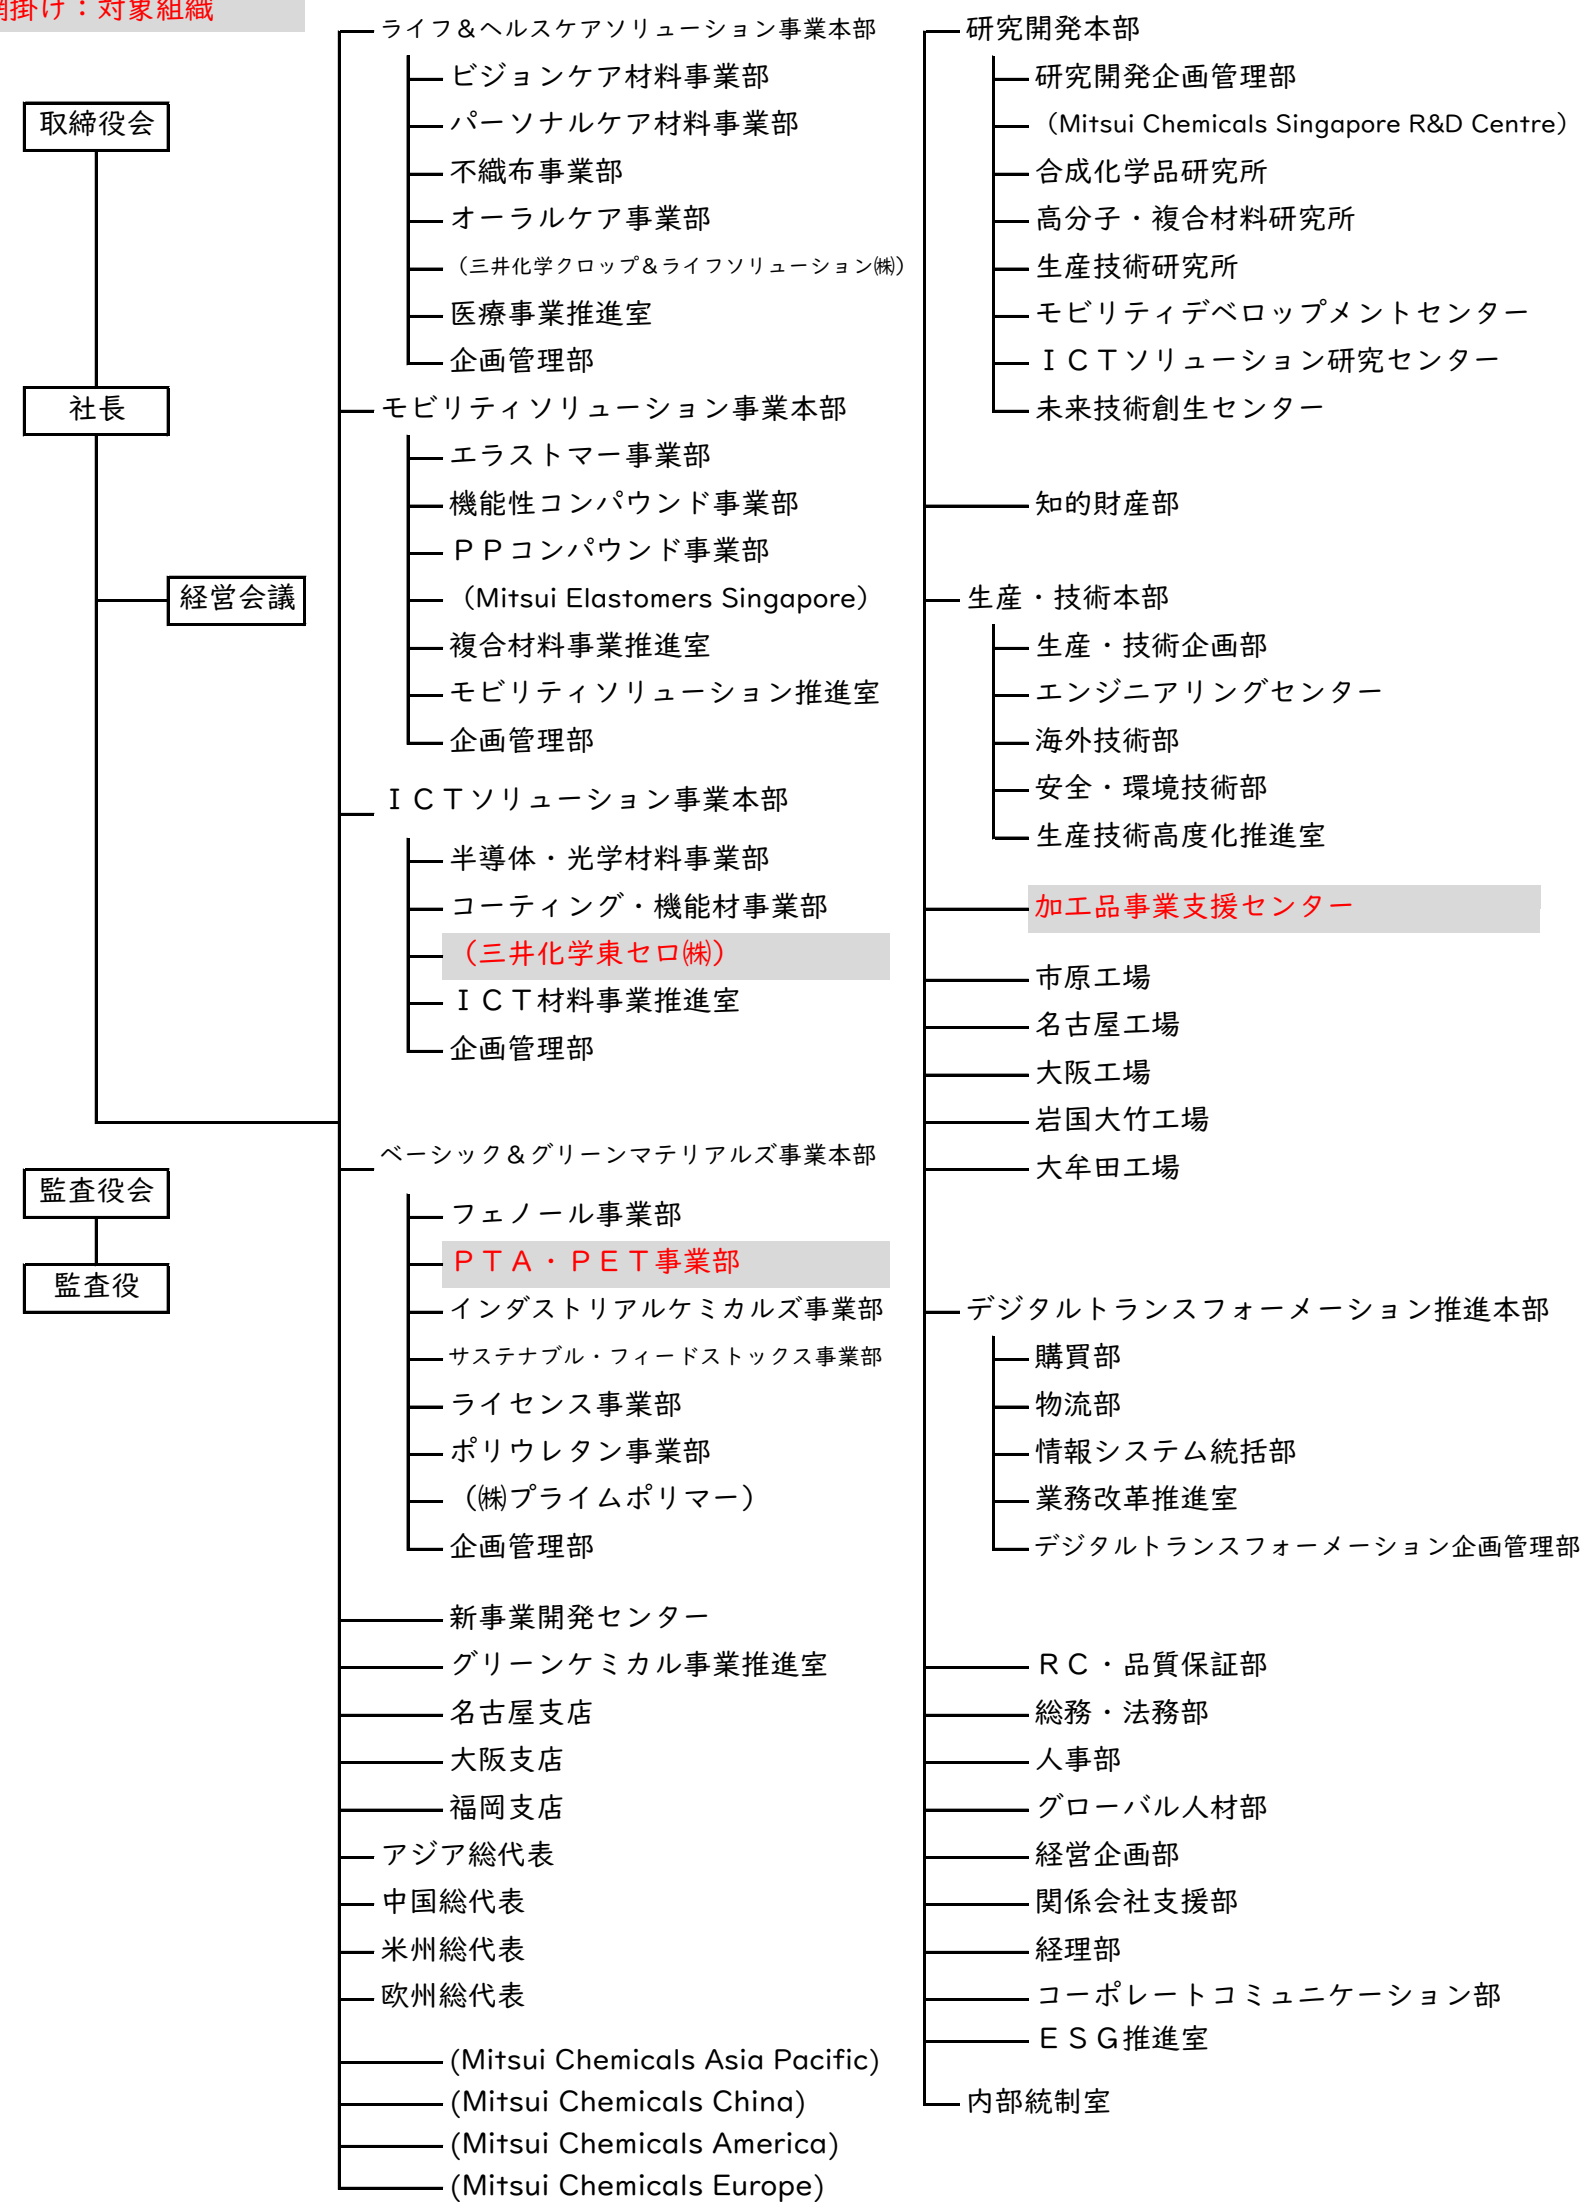 網掛け：対象組織
取締役会
社長
経営会議
監査役会
監査役
ライフ＆ヘルスケアソリューション事業本部
ビジョンケア材料事業部
パーソナルケア材料事業部
不織布事業部
オーラルケア事業部
（三井化学クロップ＆ライフソリューション㈱）
医療事業推進室
企画管理部
モビリティソリューション事業本部
エラストマー事業部
機能性コンパウンド事業部
ＰＰコンパウンド事業部
（Mitsui Elastomers Singapore）
複合材料事業推進室
モビリティソリューション推進室
企画管理部
ＩＣＴソリューション事業本部
半導体・光学材料事業部
コーティング・機能材事業部
（三井化学東セロ㈱）
ＩＣＴ材料事業推進室
企画管理部
ベーシック＆グリーンマテリアルズ事業本部
フェノール事業部
ＰＴＡ・ＰＥＴ事業部
インダストリアルケミカルズ事業部
サステナブル・フィードストックス事業部
ライセンス事業部
ポリウレタン事業部
（㈱プライムポリマー）
企画管理部
新事業開発センター
グリーンケミカル事業推進室
名古屋支店
大阪支店
福岡支店
アジア総代表
中国総代表
米州総代表
欧州総代表
(Mitsui Chemicals Asia Pacific)
(Mitsui Chemicals China)
(Mitsui Chemicals America)
(Mitsui Chemicals Europe)
研究開発本部
研究開発企画管理部
（Mitsui Chemicals Singapore R&D Centre）
合成化学品研究所
高分子・複合材料研究所
生産技術研究所
モビリティデベロップメントセンター
ＩＣＴソリューション研究センター
未来技術創生センター
知的財産部
生産・技術本部
生産・技術企画部
エンジニアリングセンター
海外技術部
安全・環境技術部
生産技術高度化推進室
加工品事業支援センター
市原工場
名古屋工場
大阪工場
岩国大竹工場
大牟田工場
デジタルトランスフォーメーション推進本部
購買部
物流部
情報システム統括部
業務改革推進室
デジタルトランスフォーメーション企画管理部
ＲＣ・品質保証部
総務・法務部
人事部
グローバル人材部
経営企画部
関係会社支援部
経理部
コーポレートコミュニケーション部
ＥＳＧ推進室
内部統制室